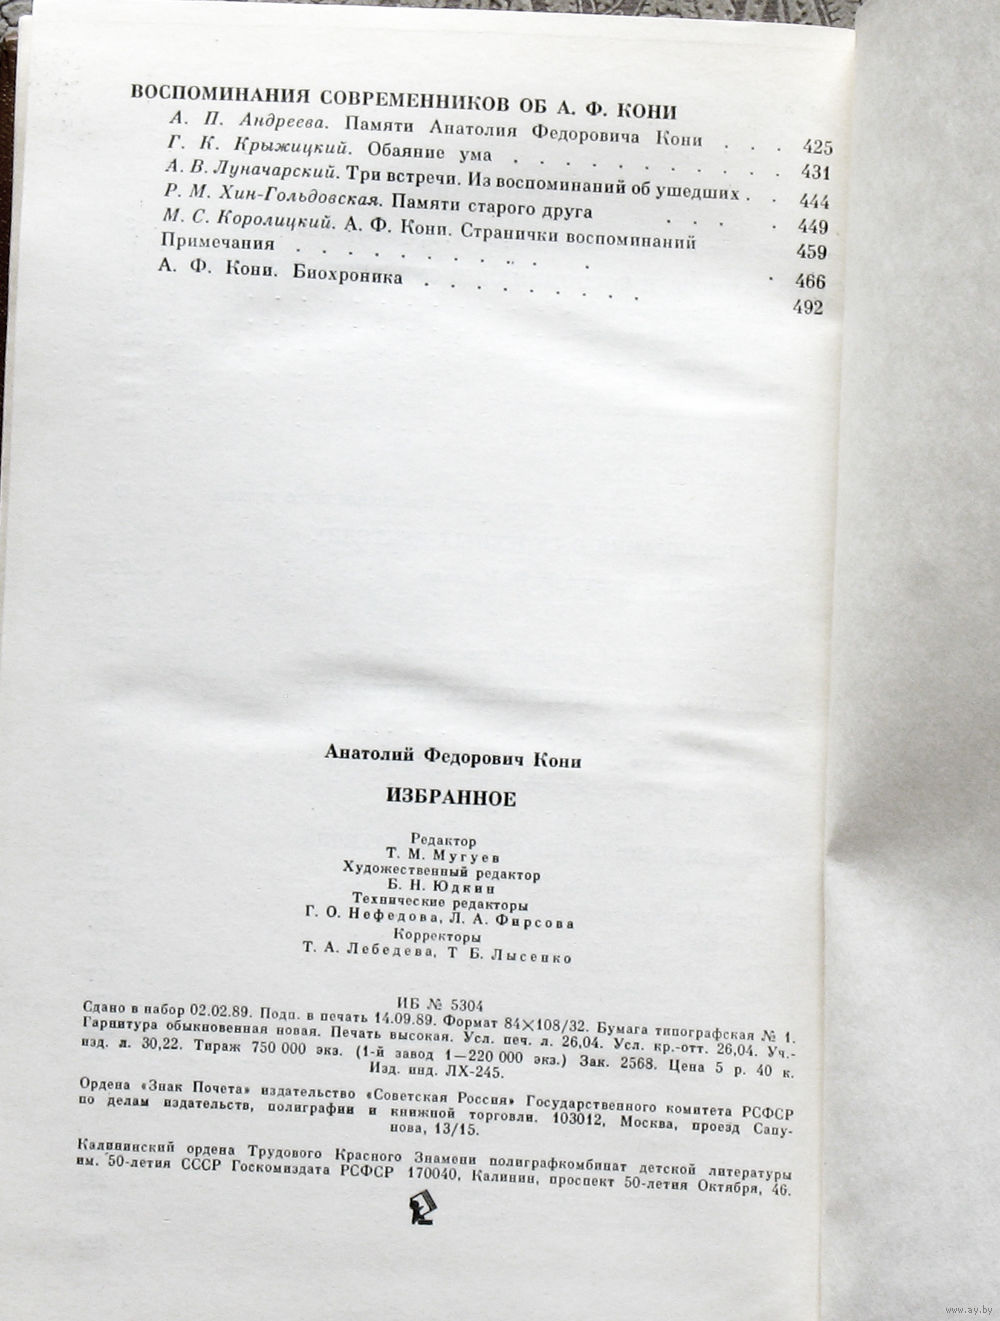 ВОСПОМИНАНИЯ СОВРЕМЕННИКОВ ОБ А. Ф. КОНИ
А. П. Андреева. Памяти Анатолия Федоровича Кони . . . 425
Г. К. Крыжицкий. Обаяние ума . . . . . . . . . . . 431
А. В. Луначарский. Три встречи. Из воспоминаний об ушедших . . 444
Р. М. Хин-Гольдовская. Памяти старого друга . . . . 449
М. С. Королицкий. А. Ф. Кони. Странички воспоминаний 459
Примечания . . . . . . . . . . . . 466
А. Ф. Кони. Биохроника . . . . . . . . . 492
Анатолий Федорович Кони
ИЗБРАННОЕ
Редактор
Т. М. Мугуев
Художественный редактор
Б. Н. Юдкин
Технические редакторы
Г. О. Нефедова, Л. А. Фирсова
Корректоры
Т. А. Лебедева, Т Б. Лысенко
ИБ № 5304
Сдано в набор 02.02.89. Подп. в печать 14.09.89. Формат 84×108/32. Бумага типографская № 1.
Гарнитура обыкновенная новая. Печать высокая. Усл. печ. л. 26,04. Усл. кр.-отт. 26,04. Уч.-
изд. л. 30,22. Тираж 750 000 экз. (1-й завод 1—220 000 экз.) Зак. 2568. Цена 5 р. 40 к.
Изд. инд. ЛХ-245.
Ордена «Знак Почета» издательство «Советская Россия» Государственного комитета РСФСР
по делам издательств, полиграфии и книжной торговли. 103012, Москва, проезд Сапу-
нова, 13/15.
Калининский ордена Трудового Красного Знамени полиграфкомбинат детской литературы
им. 50-летия СССР Госкомиздата РСФСР 170040, Калинин, проспект 50-летия Октября, 46.
www.ay.by